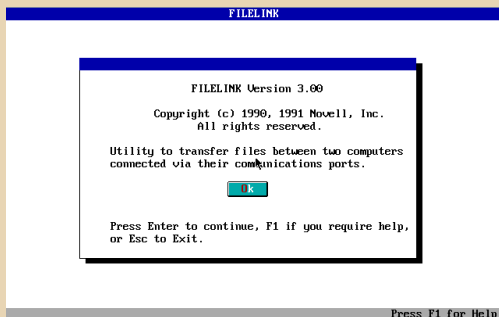 FILELINK
FILELINK Version 3.00
Copyright (c) 1990, 1991 Novell, Inc.
All rights reserved.
Utility to transfer files between two computers
connected via their communications ports.
Ok
Press Enter to continue, F1 if you require help,
or Esc to Exit.
Press F1 for Help